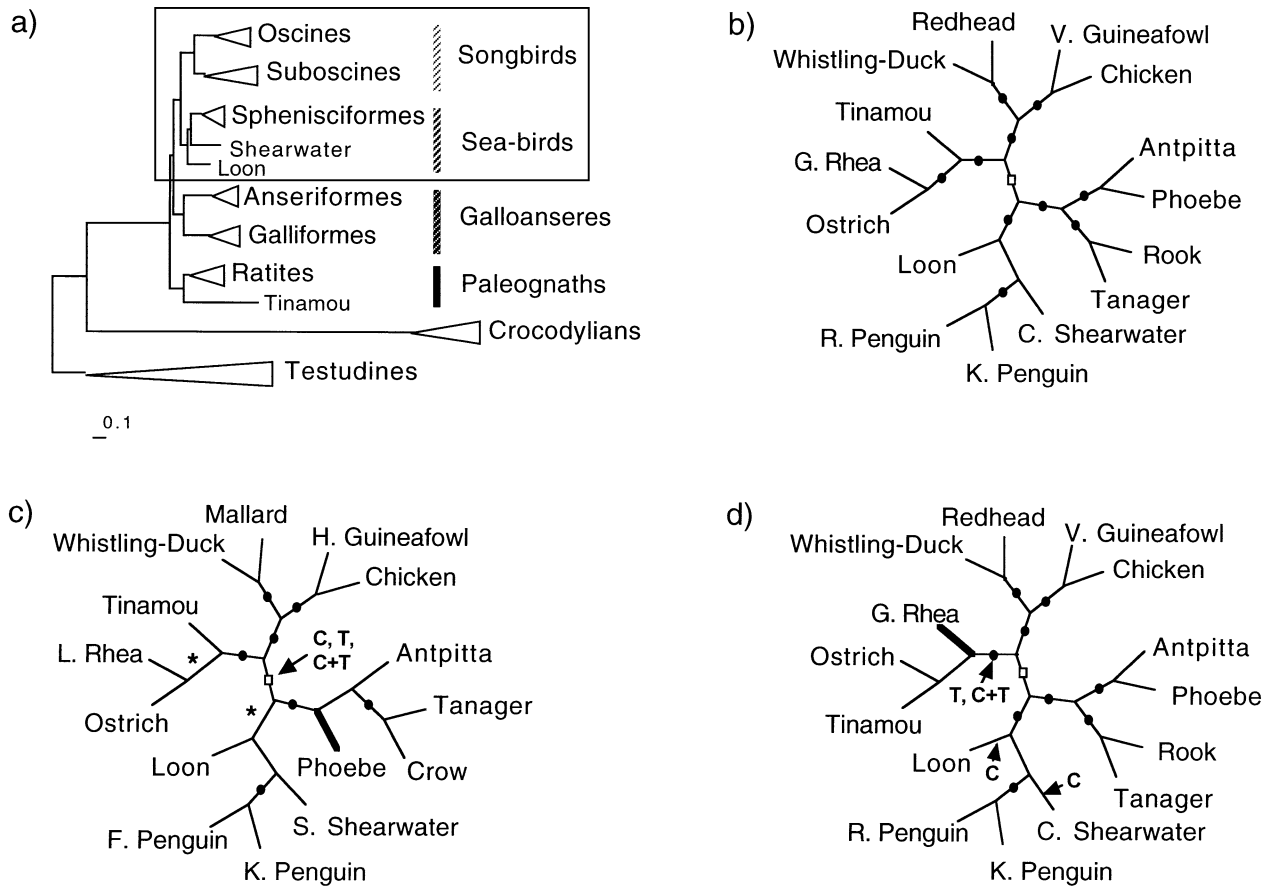 a)
Oscines
Suboscines
Songbirds
Sphenisciformes
Shearwater
Loon
Sea-birds
Anseriformes
Galliformes
Galloanseres
Ratites
Tinamou
Paleognaths
Crocodylians
Testudines
0.1
b)
Redhead
V. Guineafowl
Whistling-Duck
Chicken
Tinamou
Antpitta
G. Rhea
Phoebe
Ostrich
Rook
Loon
Tanager
R. Penguin
C. Shearwater
K. Penguin
c)
Mallard
Whistling-Duck
H. Guineafowl
Chicken
Tinamou
C, T,
C+T
L. Rhea
*
Antpitta
Ostrich
*
Tanager
Loon
Phoebe
Crow
F. Penguin
S. Shearwater
K. Penguin
d)
Redhead
V. Guineafowl
Whistling-Duck
Chicken
G. Rhea
Antpitta
Ostrich
T, C+T
Phoebe
Tinamou
Rook
Loon
C
C
Tanager
R. Penguin
C. Shearwater
K. Penguin